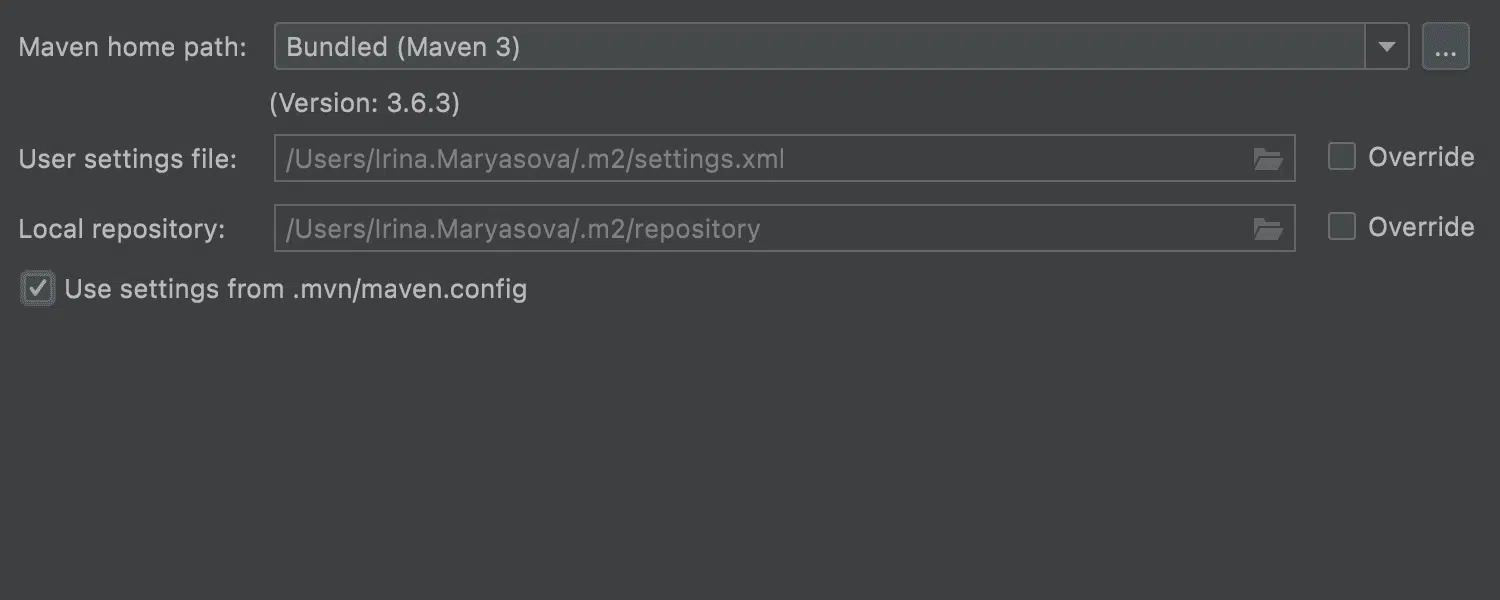 Maven home path: Bundled (Maven 3) ...
(Version: 3.6.3)
User settings file: /Users/Irina.Maryasova/.m2/settings.xml Override
Local repository: /Users/Irina.Maryasova/.m2/repository Override
Use settings from .mvn/maven.config